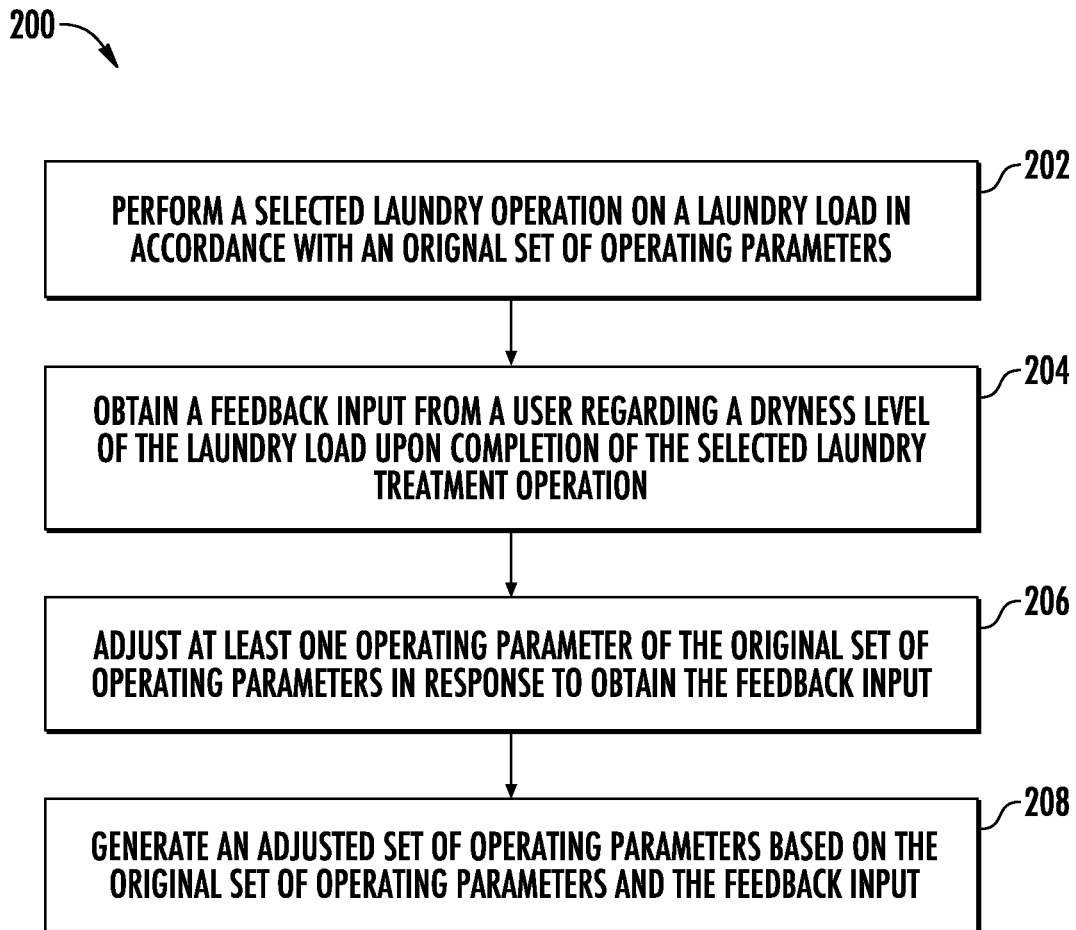 200
202
PERFORM A SELECTED LAUNDRY OPERATION ON A LAUNDRY LOAD IN
ACCORDANCE WITH AN ORIGNAL SET OF OPERATING PARAMETERS
204
OBTAIN A FEEDBACK INPUT FROM A USER REGARDING A DRYNESS LEVEL
OF THE LAUNDRY LOAD UPON COMPLETION OF THE SELECTED LAUNDRY
TREATMENT OPERATION
206
ADJUST AT LEAST ONE OPERATING PARAMETER OF THE ORIGINAL SET OF
OPERATING PARAMETERS IN RESPONSE TO OBTAIN THE FEEDBACK INPUT
208
GENERATE AN ADJUSTED SET OF OPERATING PARAMETERS BASED ON THE
ORIGINAL SET OF OPERATING PARAMETERS AND THE FEEDBACK INPUT